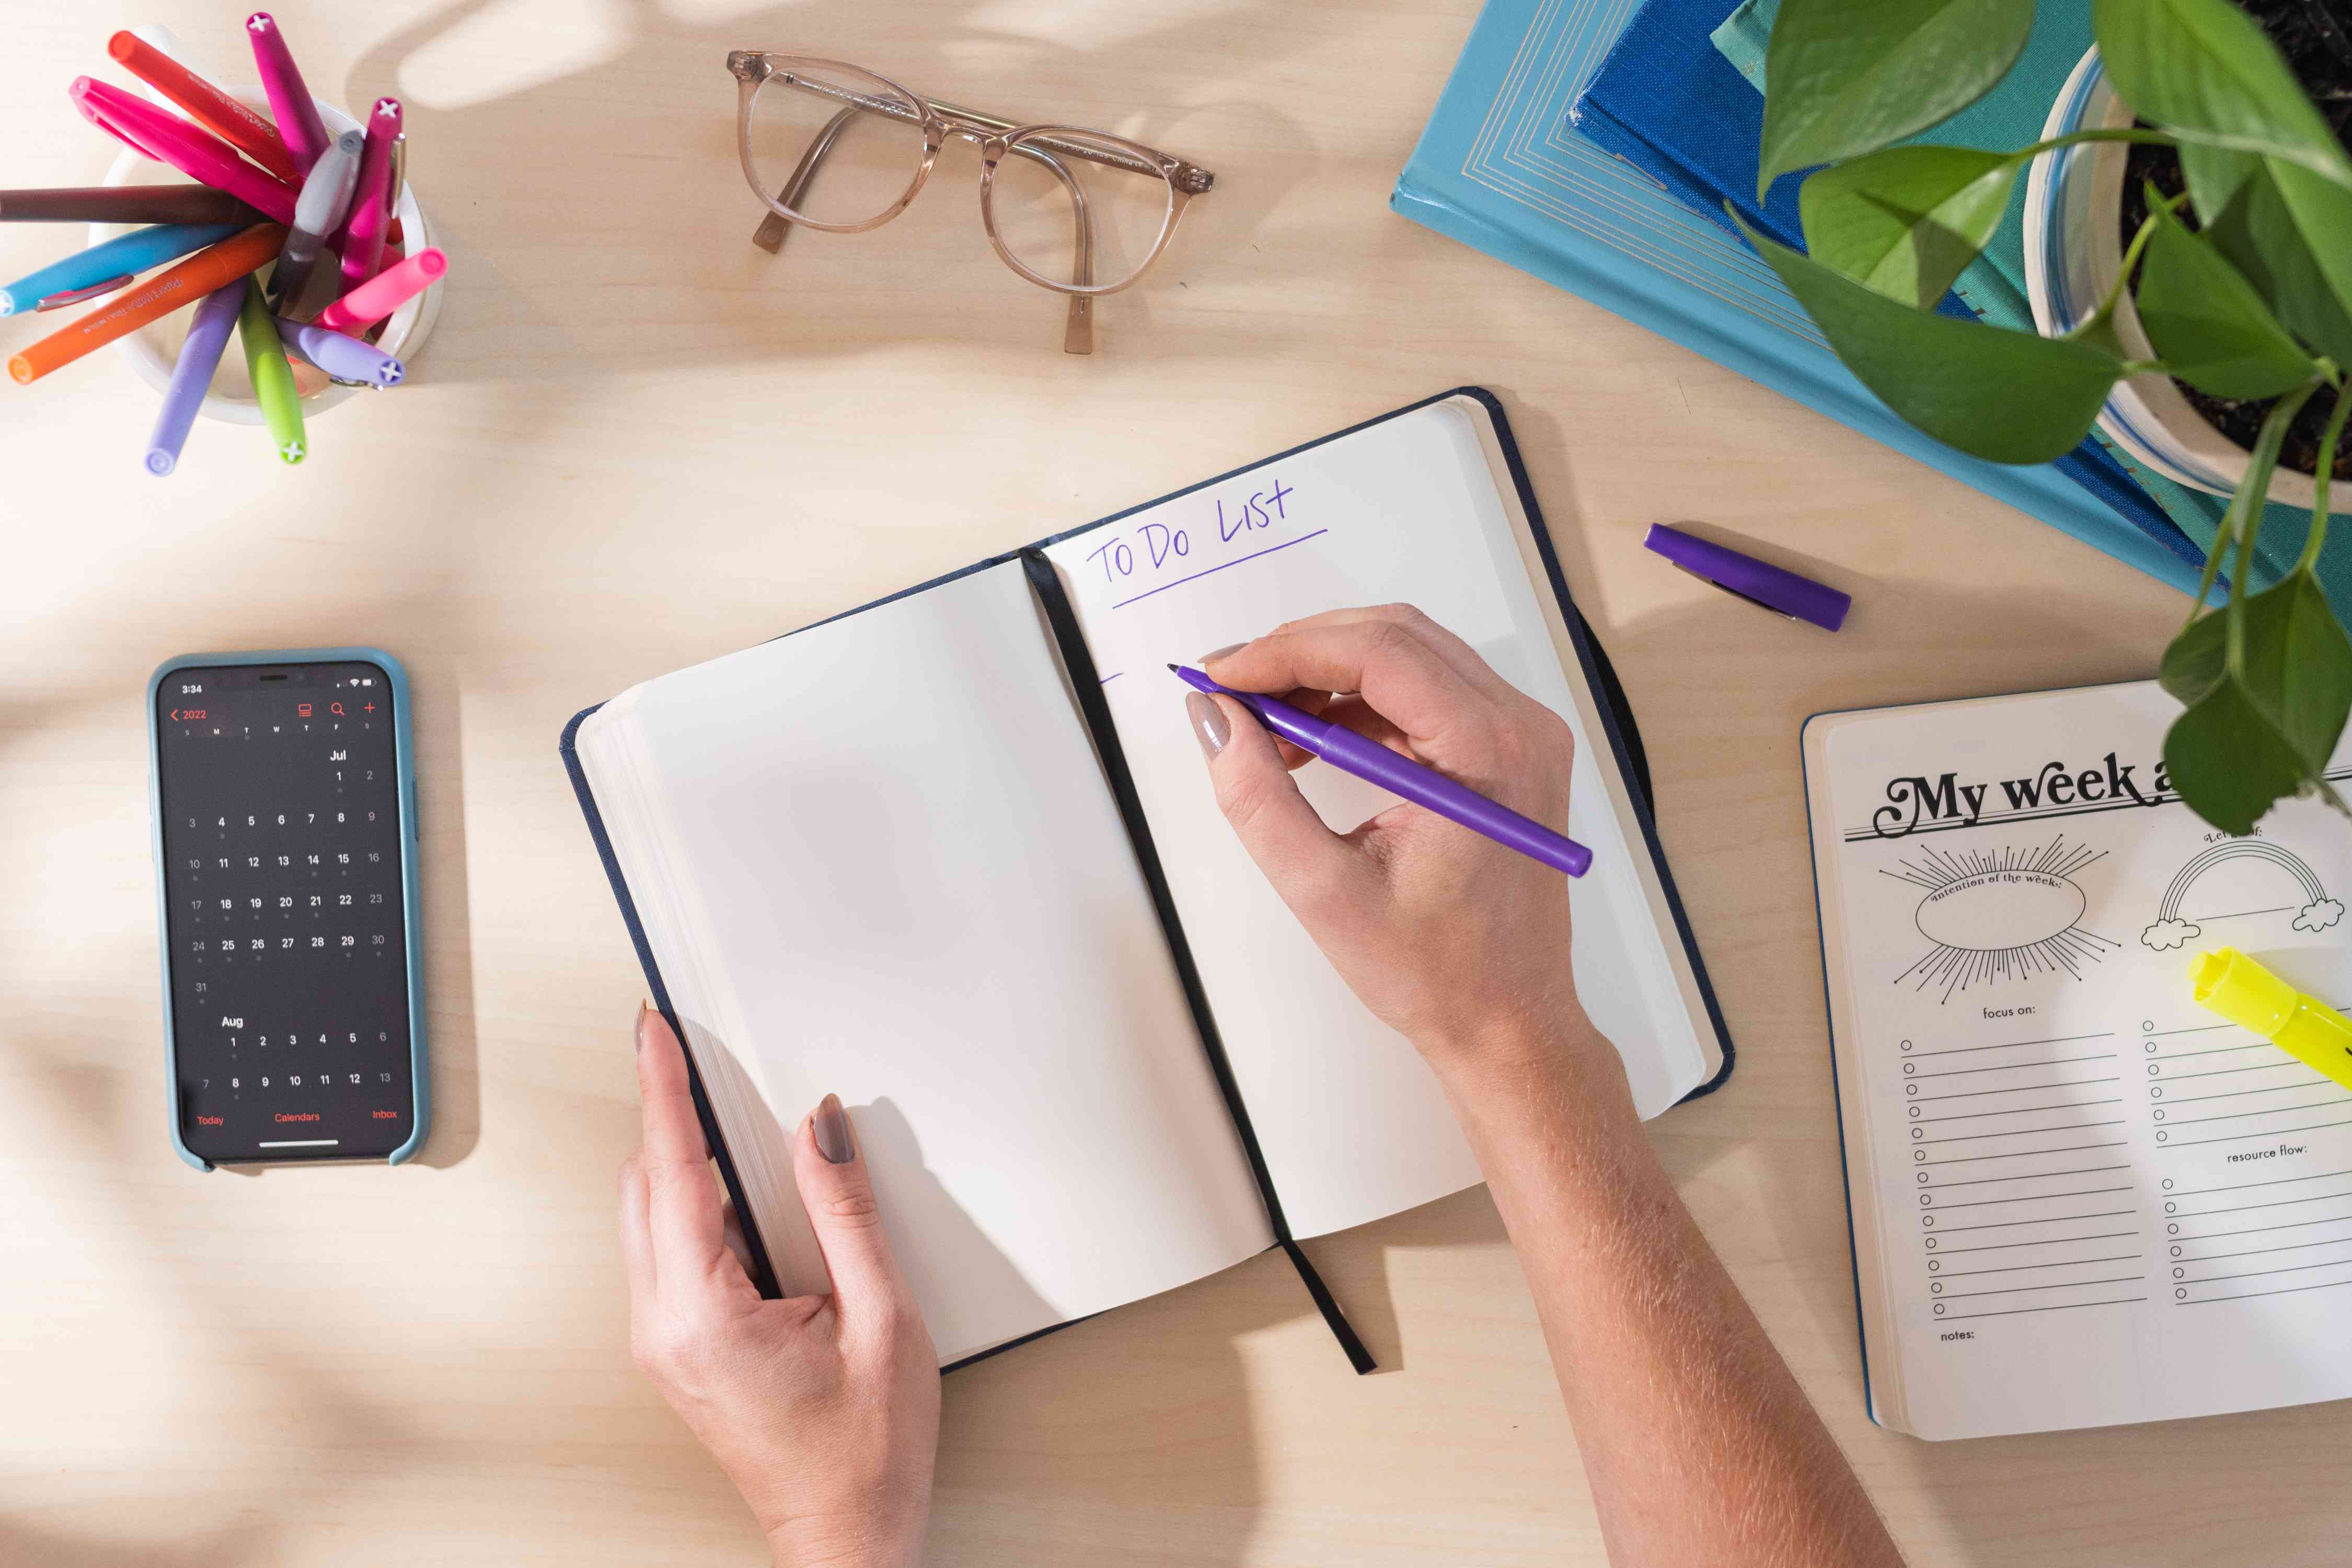 To Do List
-
3:34
2022
S M T W T F S
Jul
1 2
3 4 5 6 7 8 9
10 11 12 13 14 15 16
17 18 19 20 21 22 23
24 25 26 27 28 29 30
31
Aug
1 2 3 4 5 6
7 8 9 10 11 12 13
Today Calendars Inbox
My week a
Intention of the week:
focus on:
resource flow:
notes: